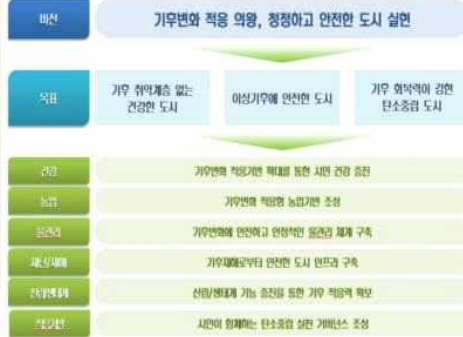 비전
기후변화 적응 의왕, 청정하고 안전한 도시 실현
목표
기후 취약계층 없는
건강한 도시
이상기후에 안전한 도시
기후 회복력이 강한
탄소중립 도시
건강
기후변화 적응기반 확대를 통한 시민 건강 증진
농업
기후변화 적응형 농업기반 조성
물관리
기후변화에 안전하고 안정적인 물관리 체계 구축
재난/재해
기후재해로부터 안전한 도시 인프라 구축
산림/생태계
산림/생태계 기능 증진을 통한 기후 적응력 확보
시민이 함께하는 탄소중립 실천 거버넌스 조성